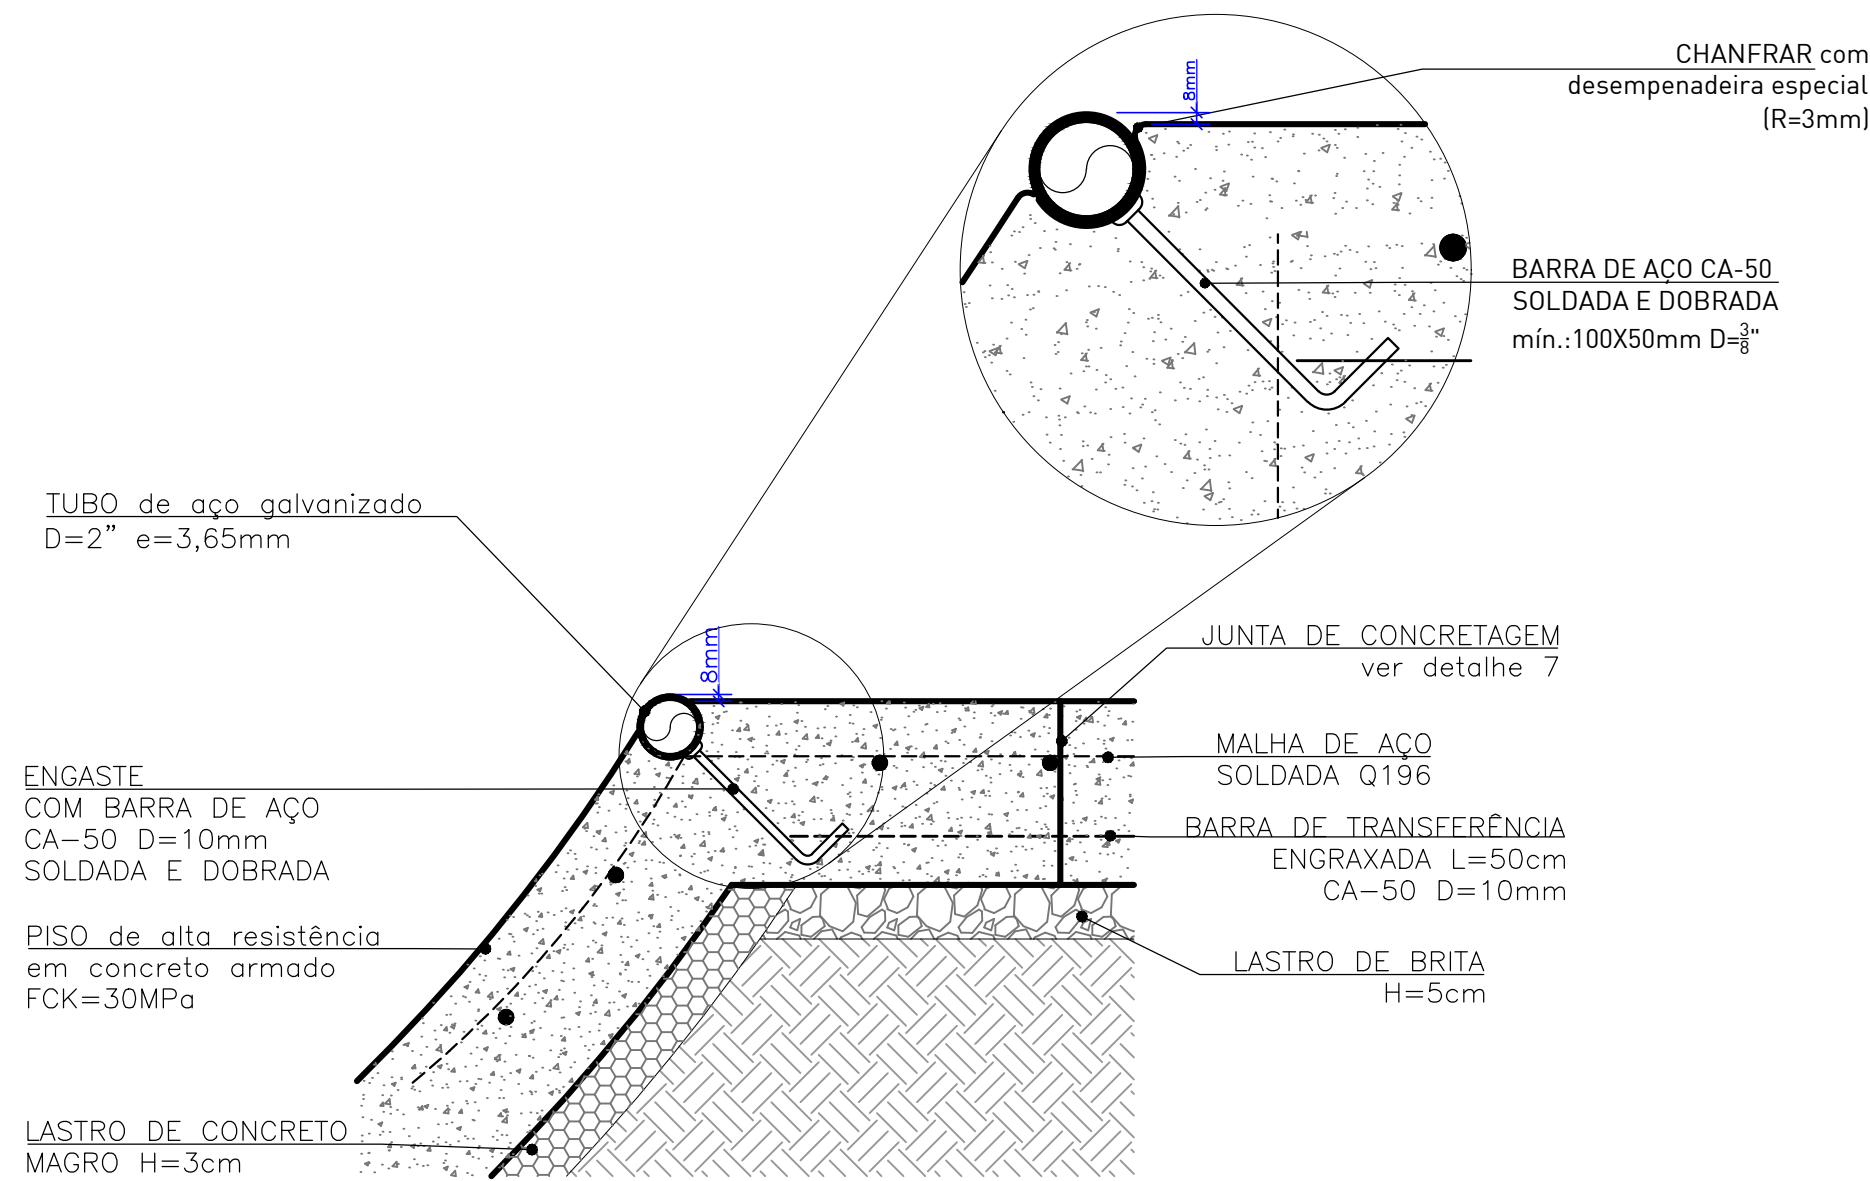 CHANFRAR com
desempenadeira especial
(R=3mm)
8mm
BARRA DE AÇO CA-50
SOLDADA E DOBRADA
mín.:100X50mm D=3/8"
TUBO de aço galvanizado
D=2” e=3,65mm
8mm
JUNTA DE CONCRETAGEM
ver detalhe 7
MALHA DE AÇO
SOLDADA Q196
ENGASTE
COM BARRA DE AÇO
CA-50 D=10mm
SOLDADA E DOBRADA
BARRA DE TRANSFERÊNCIA
ENGRAXADA L=50cm
CA-50 D=10mm
PISO de alta resistência
em concreto armado
FCK=30MPa
LASTRO DE BRITA
H=5cm
LASTRO DE CONCRETO
MAGRO H=3cm